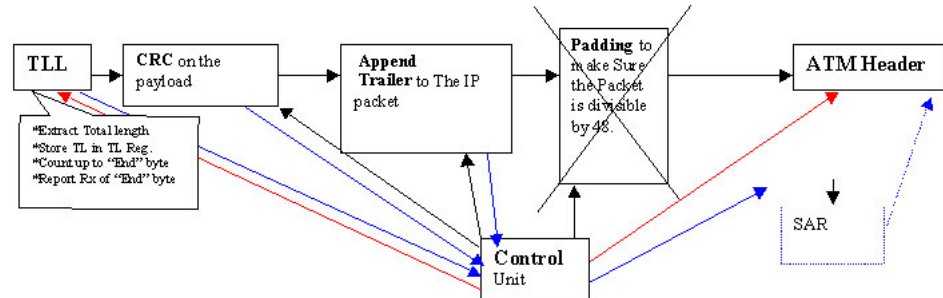 TLL
CRC on the
payload
Append
Trailer to The IP
packet
Padding to
make Sure
the Packet
is divisible
by 48.
ATM Header
*Extract Total length
*Store TL in TL Reg.
*Count up to “End” byte
*Report Rx of “End” byte
SAR
Control
Unit